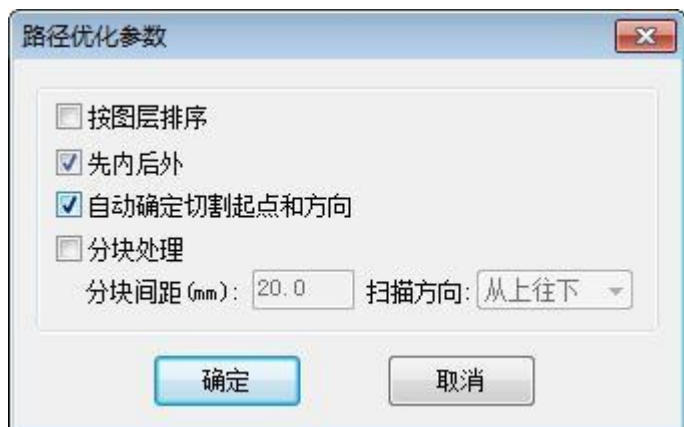 路径优化参数
按图层排序
先内后外
自动确定切割起点和方向
分块处理
分块间距(mm): 20.0 扫描方向: 从上往下
确定 取消